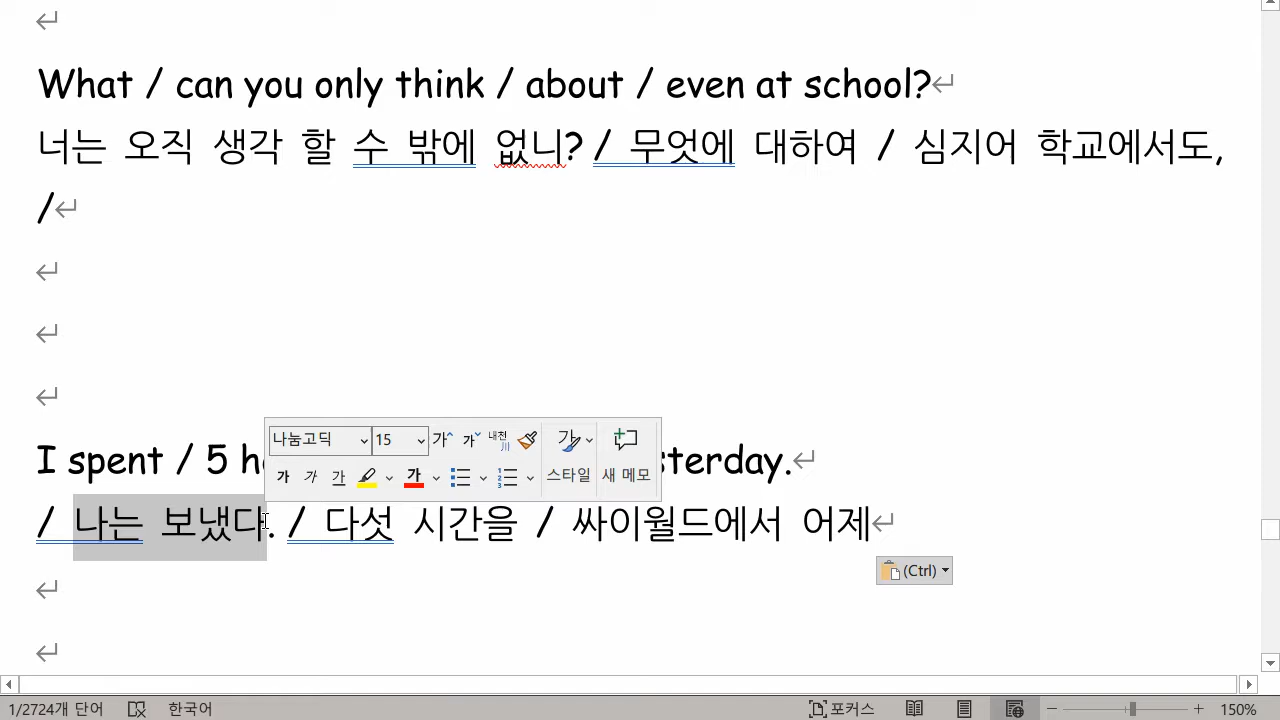 What / can you only think / about / even at school?
너는 오직 생각 할 수 밖에 없니? / 무엇에 대하여 / 심지어 학교에서도,
/
나눔고딕 15 가 가 내천 가
I spent / 5 sterday.
가 가 가 가 스타일 새 메모
/ 나는 보냈다. / 다섯 시간을 / 싸이월드에서 어제
(Ctrl)
1/2724개 단어 한국어 포커스 150%